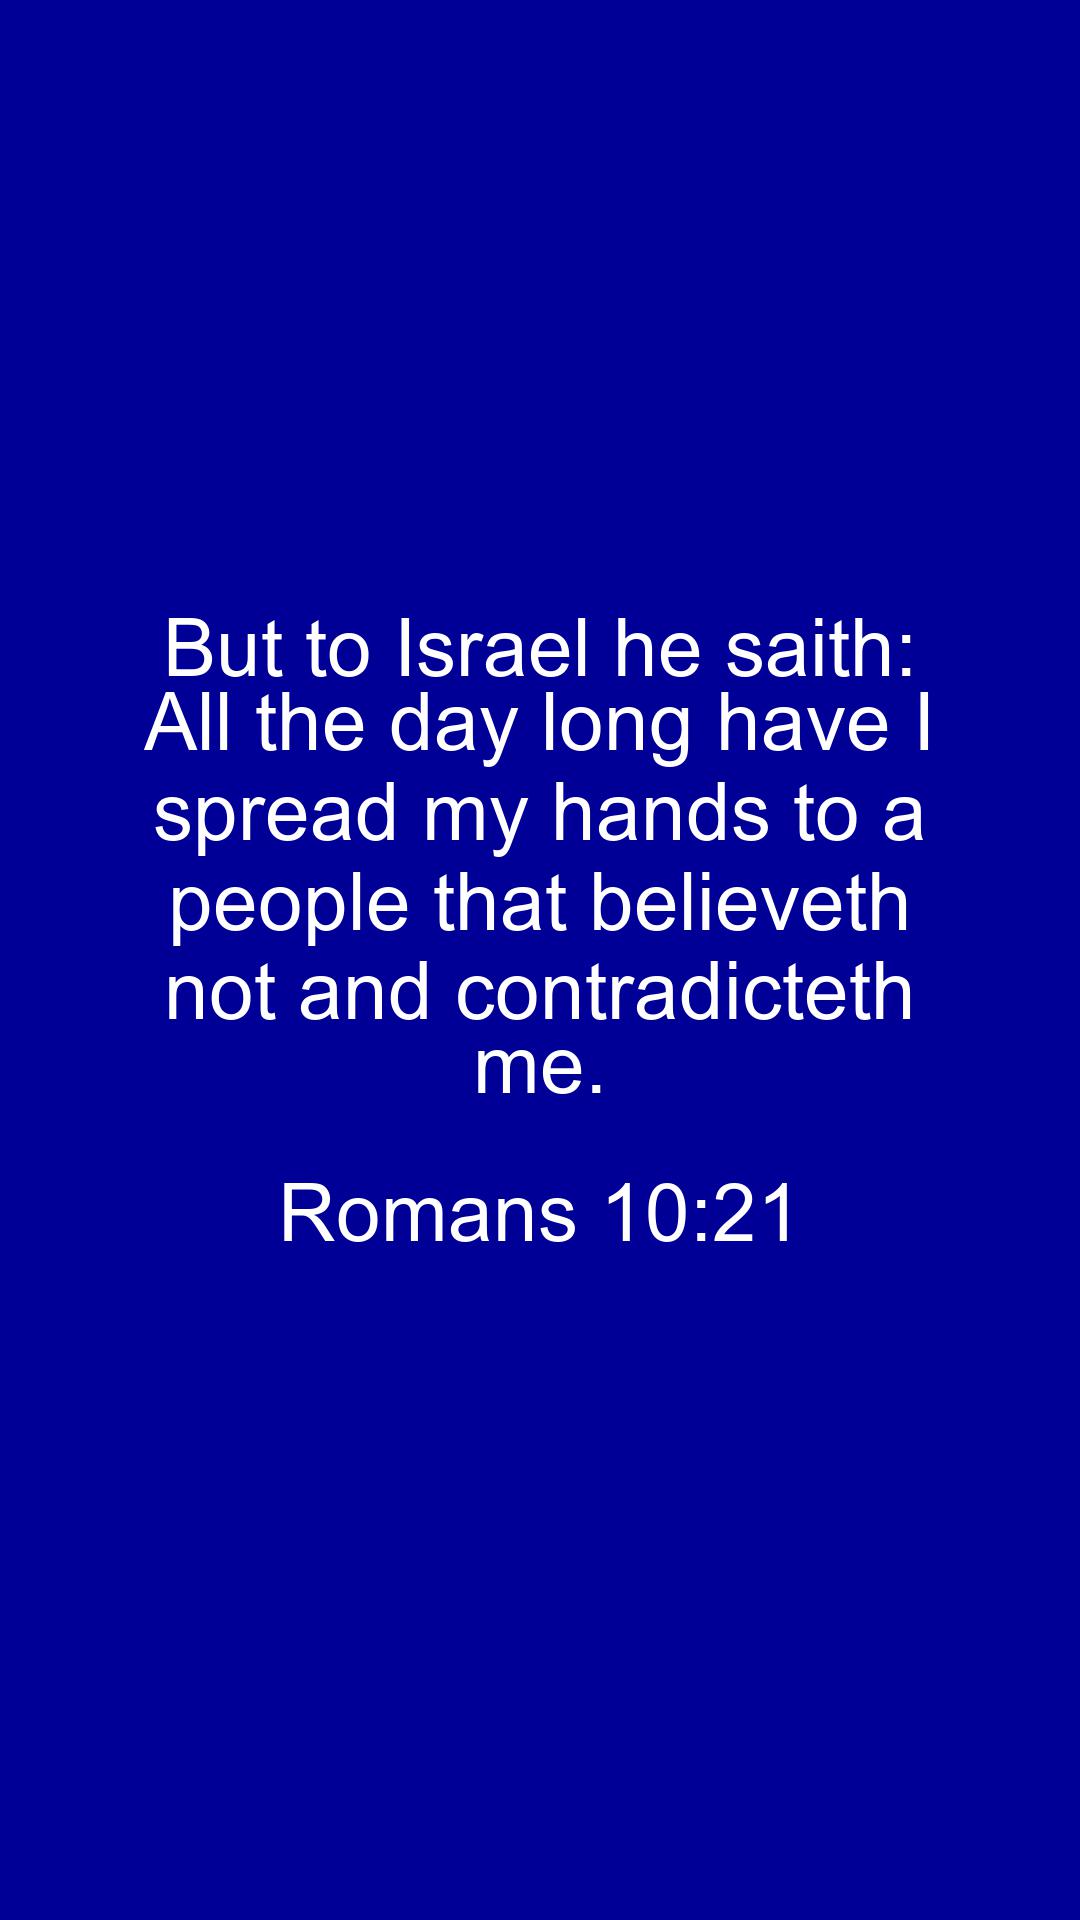 But to Israel he saith:
All the day long have I
spread my hands to a
people that believeth
not and contradicteth
me.
Romans 10:21